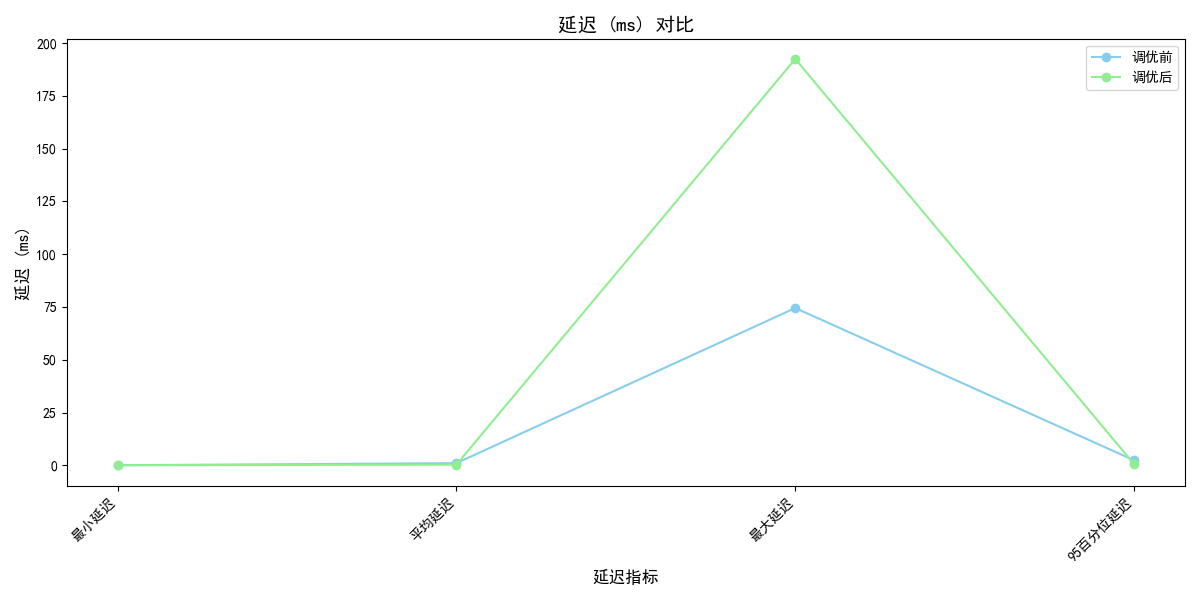 延迟 (ms) 对比
调优前
调优后
延迟 (ms)
200
175
150
125
100
75
50
25
0
最小延迟
平均延迟
最大延迟
95百分位延迟
延迟指标